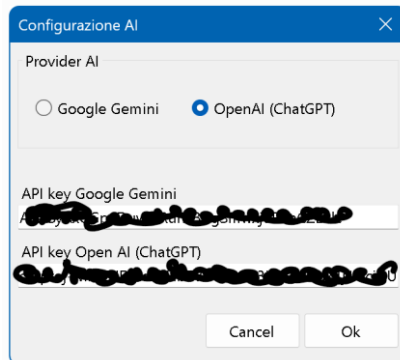 Configurazione AI
Provider AI
Google Gemini
OpenAI (ChatGPT)
API key Google Gemini
API key Open AI (ChatGPT)
Cancel
Ok